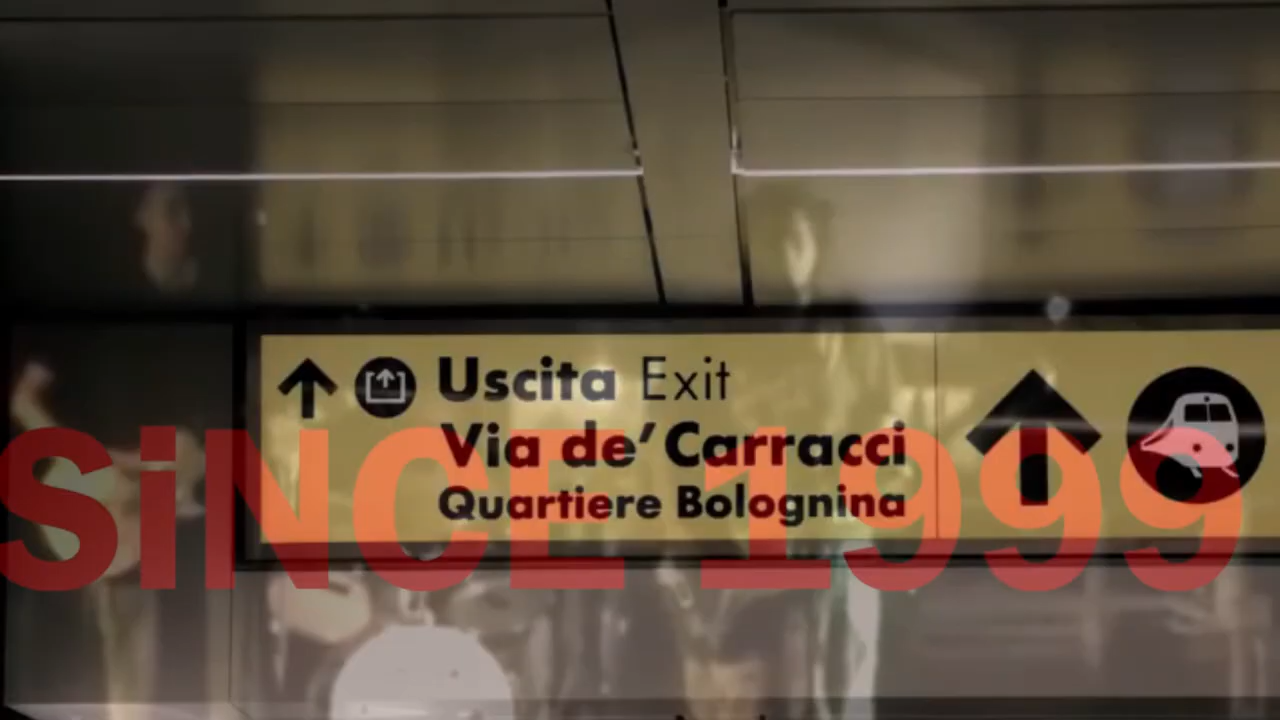 Uscita Exit
Via de' Carracci
Quartiere Bolognina
SiNCE 1999